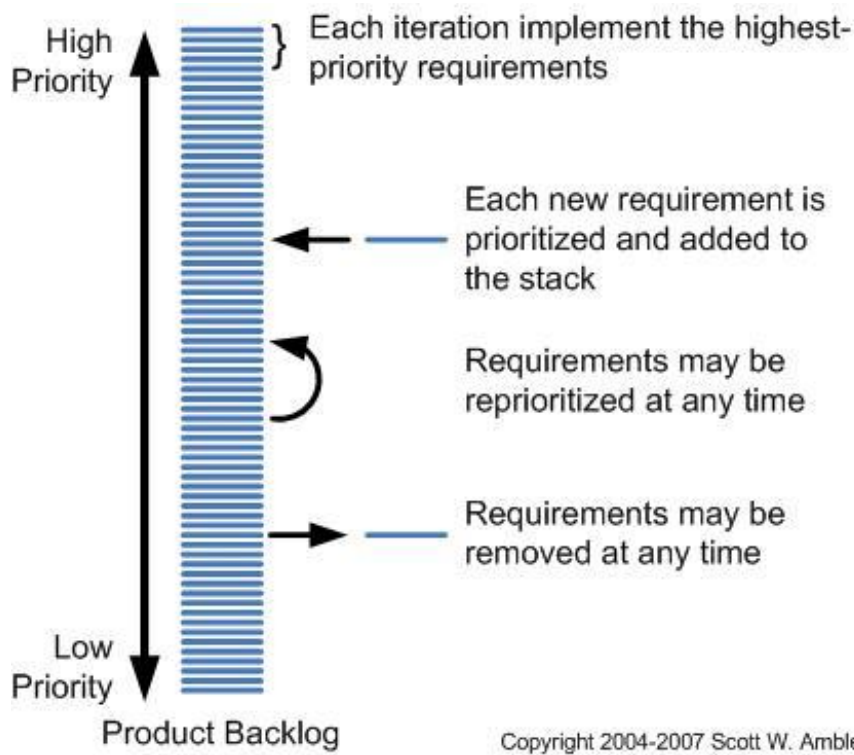 High
Priority
Each iteration implement the highest-
priority requirements
Each new requirement is
prioritized and added to
the stack
Requirements may be
reprioritized at any time
Requirements may be
removed at any time
Low
Priority
Product Backlog
Copyright 2004-2007 Scott W. Amble